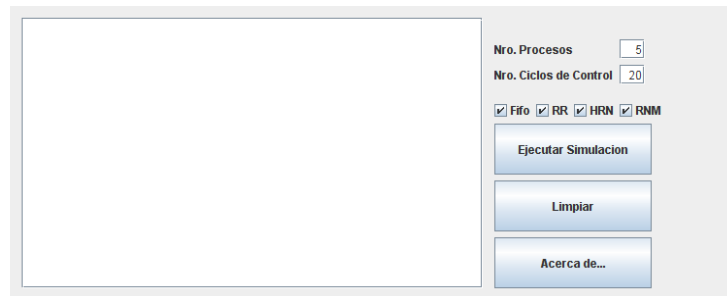 Nro. Procesos 5
Nro. Ciclos de Control 20
Fifo RR HRN RNM
Ejecutar Simulacion
Limpiar
Acerca de...